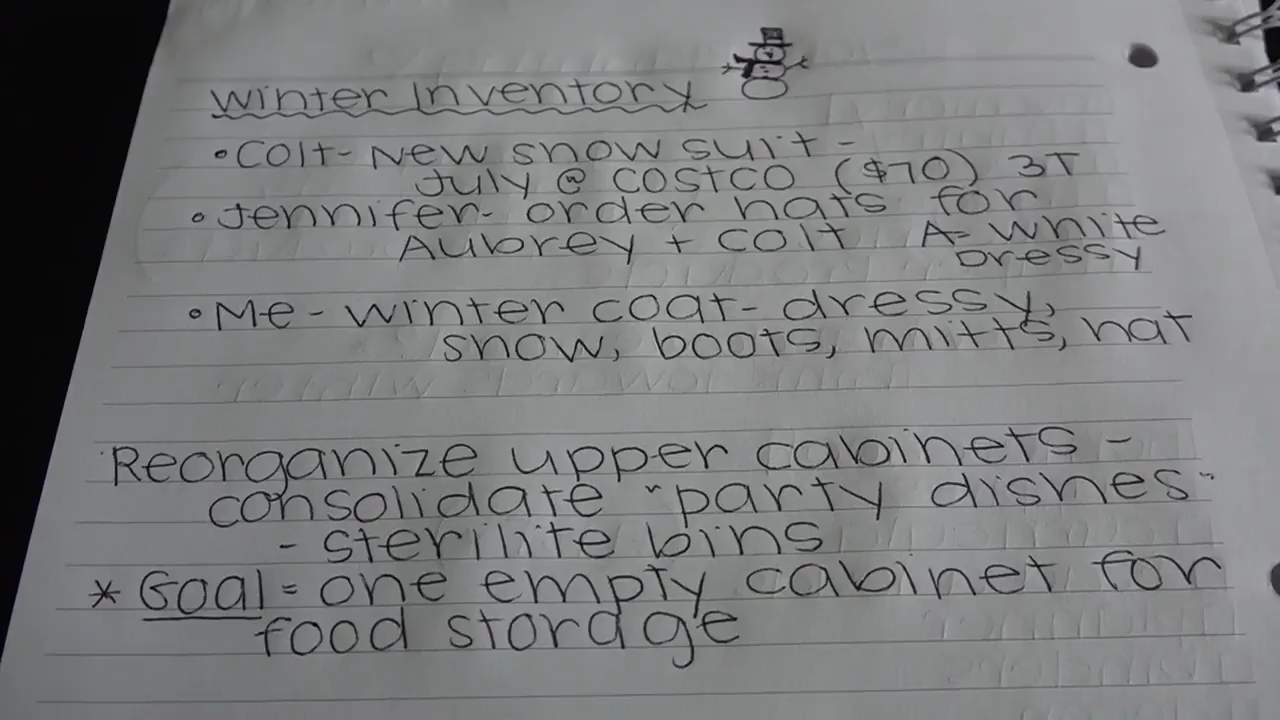 Winter Inventory
• Colt - New snow suit -
July @ Costco ($70) 3T
• Jennifer - order hats for
Aubrey + Colt A= White
Dressy
• Me - winter coat - dressy,
snow, boots, mitts, hat
Reorganize upper cabinets -
consolidate "party dishes"
- sterilite bins
* Goal = one empty cabinet for
food storage